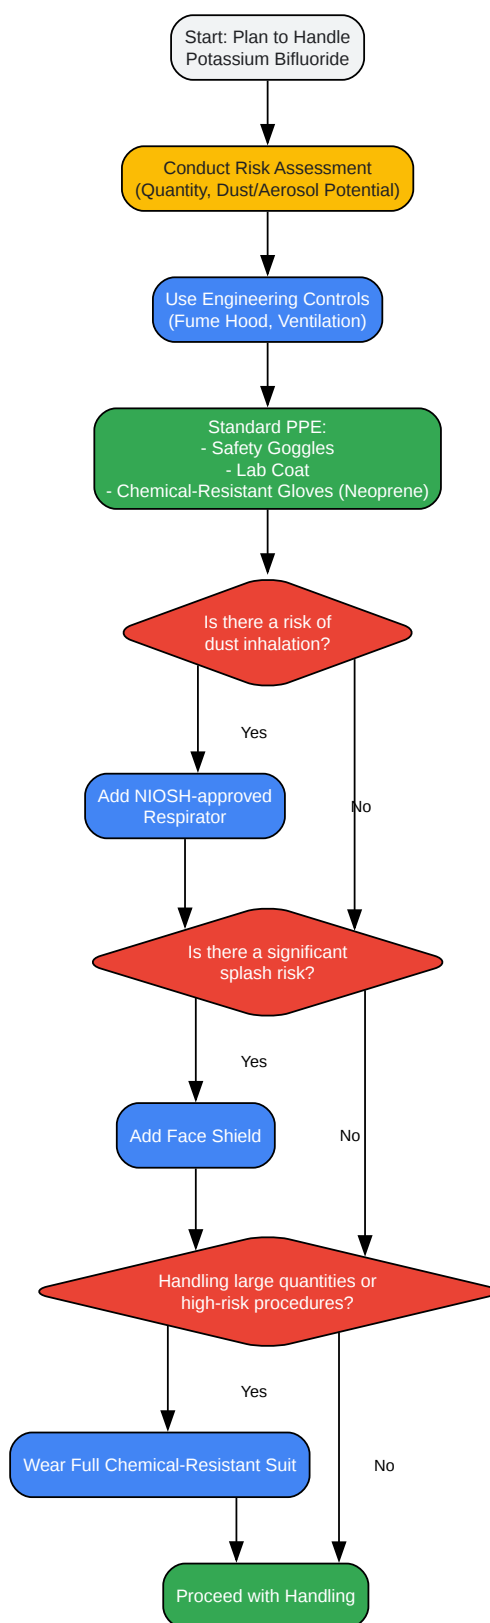 Start: Plan to Handle
Potassium Bifluoride
Conduct Risk Assessment
(Quantity, Dust/Aerosol Potential)
Use Engineering Controls
(Fume Hood, Ventilation)
Standard PPE:
- Safety Goggles
- Lab Coat
- Chemical-Resistant Gloves (Neoprene)
Is there a risk of
dust inhalation?
Yes
Add NIOSH-approved
Respirator
No
Is there a significant
splash risk?
Yes
Add Face Shield
No
Handling large quantities or
high-risk procedures?
Yes
Wear Full Chemical-Resistant Suit
No
Proceed with Handling